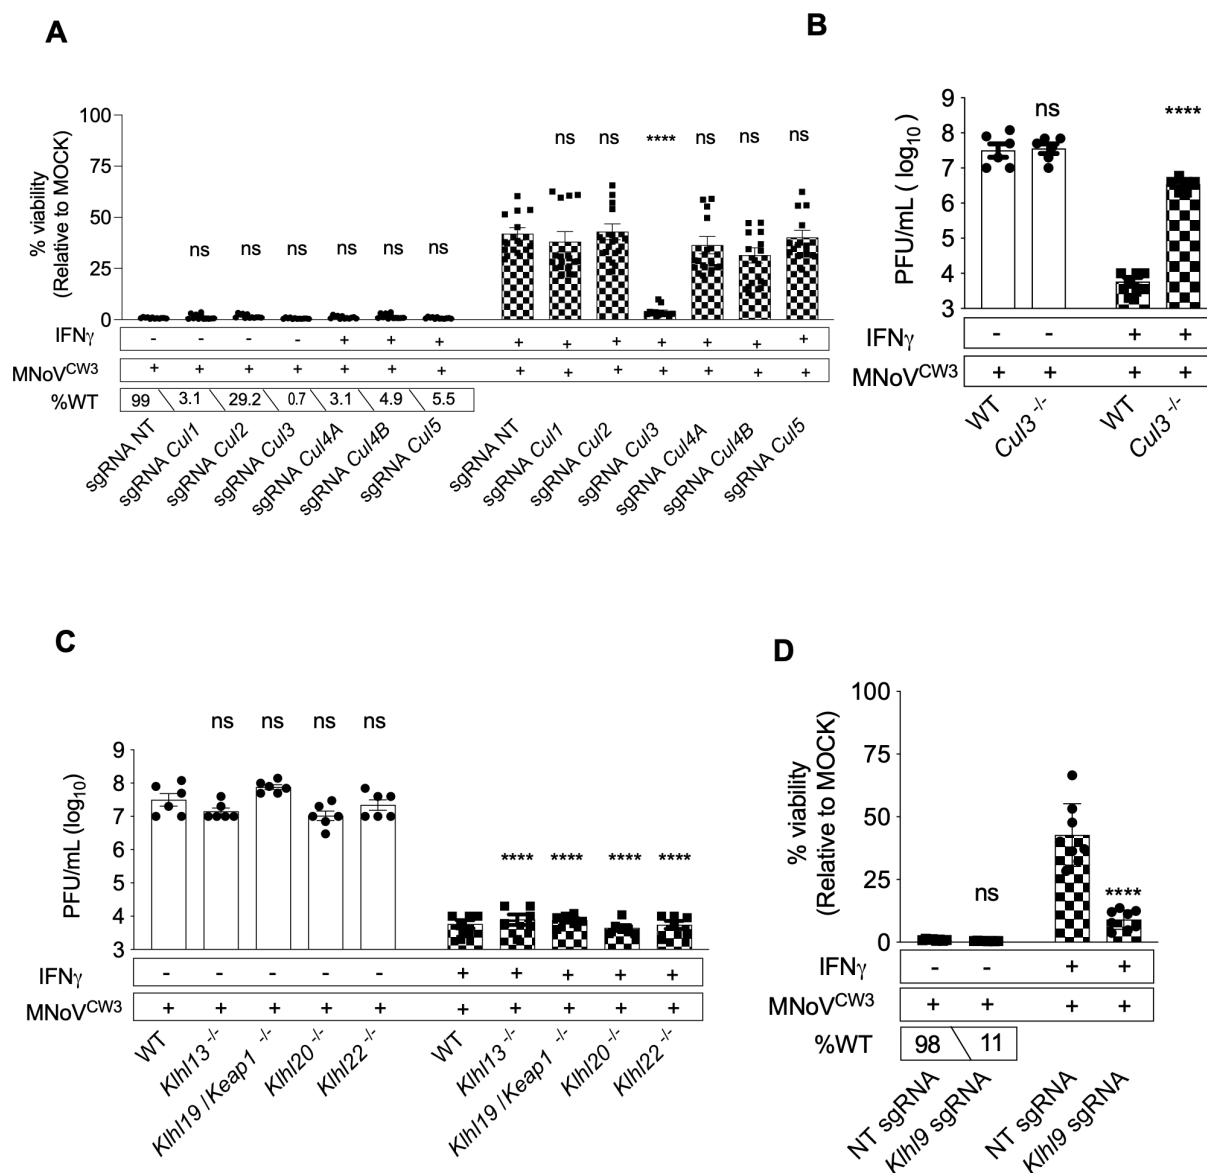 A
% viability
(Relative to MOCK)
100
75
50
25
0
ns ns ns ns ns ns
ns ns **** ns ns ns
IFNγ - - - - + + + + + + + + + +
MNoVCW3 + + + + + + + + + + + + + +
%WT 99 3.1 29.2 0.7 3.1 4.9 5.5
sgRNA NT
sgRNA Cul1
sgRNA Cul2
sgRNA Cul3
sgRNA Cul4A
sgRNA Cul4B
sgRNA Cul5
sgRNA NT
sgRNA Cul1
sgRNA Cul2
sgRNA Cul3
sgRNA Cul4A
sgRNA Cul4B
sgRNA Cul5
B
PFU/mL ( log10 )
9
8
7
6
5
4
3
ns ****
IFNγ - - + +
MNoVCW3 + + + +
WT
Cul3 -/-
WT
Cul3 -/-
C
PFU/mL (log10)
9
8
7
6
5
4
3
ns ns ns ns
**** **** **** ****
IFNγ - - - - - + + + + +
MNoVCW3 + + + + + + + + + +
WT
Klhl13 -/-
Klhl19 /Keap1 -/-
Klhl20 -/-
Klhl22 -/-
WT
Klhl13 -/-
Klhl19 /Keap1 -/-
Klhl20 -/-
Klhl22 -/-
D
% viability
(Relative to MOCK)
100
75
50
25
0
ns ****
IFNγ - - + +
MNoVCW3 + + + +
%WT 98 11
NT sgRNA
Klhl9 sgRNA
NT sgRNA
Klhl9 sgRNA